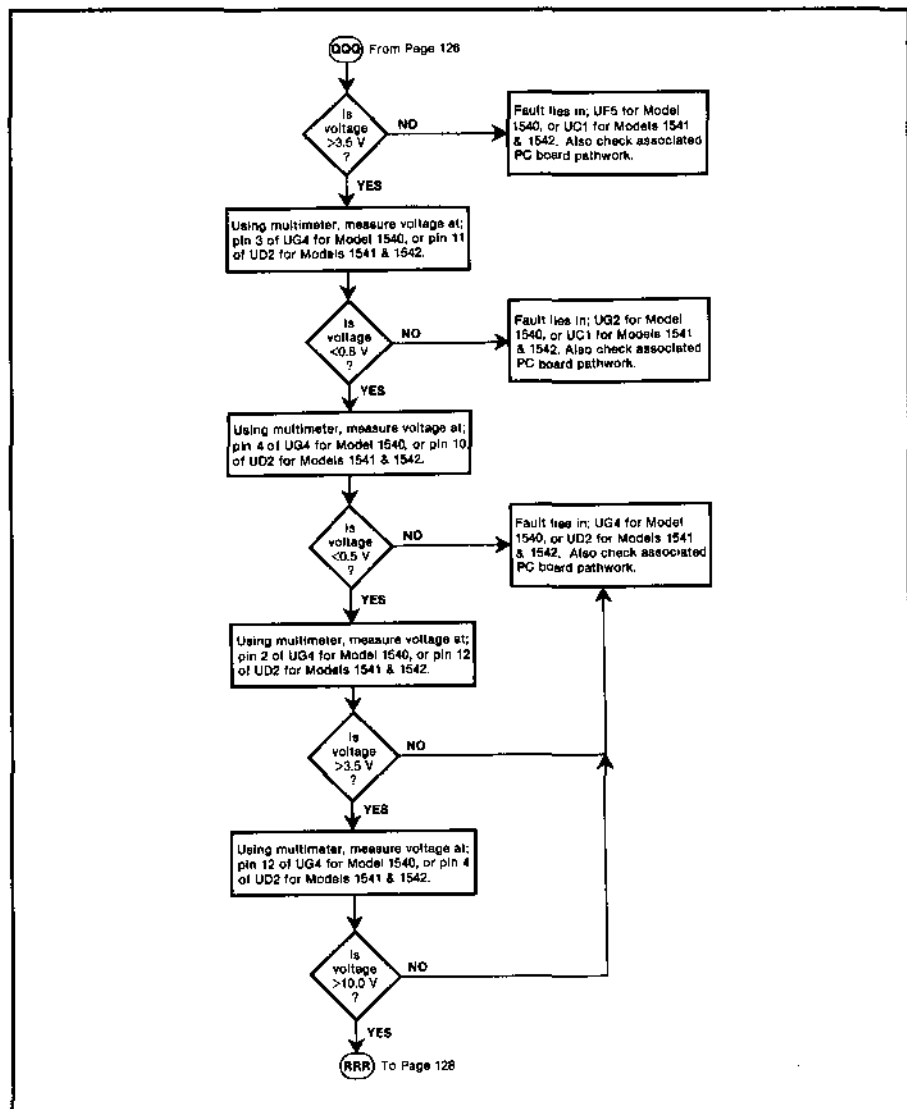 QQQ From Page 126
Is
voltage
>3.5 V
?
NO
Fault lies in; UF5 for Model
1540, or UC1 for Models 1541
& 1542. Also check associated
PC board pathwork.
YES
Using multimeter, measure voltage at;
pin 3 of UG4 for Model 1540, or pin 11
of UD2 for Models 1541 & 1542.
Is
voltage
<0.8 V
?
NO
Fault lies in; UG2 for Model
1540, or UC1 for Models 1541
& 1542. Also check associated
PC board pathwork.
YES
Using multimeter, measure voltage at;
pin 4 of UG4 for Model 1540, or pin 10
of UD2 for Models 1541 & 1542.
Is
voltage
<0.5 V
?
NO
Fault lies in; UG4 for Model
1540, or UD2 for Models 1541
& 1542. Also check associated
PC board pathwork.
YES
Using multimeter, measure voltage at;
pin 2 of UG4 for Model 1540, or pin 12
of UD2 for Models 1541 & 1542.
Is
voltage
>3.5 V
?
NO
YES
Using multimeter, measure voltage at;
pin 12 of UG4 for Model 1540, or pin 4
of UD2 for Models 1541 & 1542.
Is
voltage
>10.0 V
?
NO
YES
RRR To Page 128